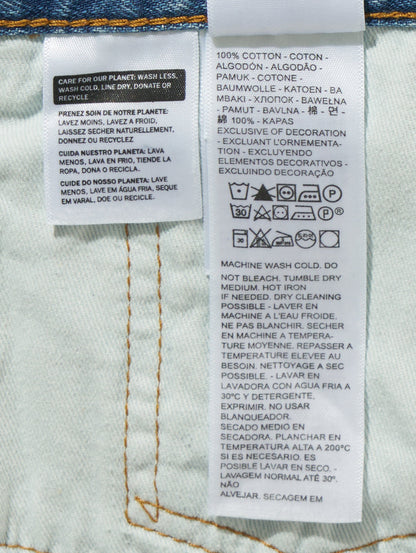 CARE FOR OUR PLANET: WASH LESS,
WASH COLD, LINE DRY, DONATE OR
RECYCLE
PRENEZ SOIN DE NOTRE PLANETE:
LAVEZ MOINS, LAVEZ A FROID,
LAISSEZ SECHER NATURELLEMENT,
DONNEZ OU RECYCLEZ
CUIDA NUESTRO PLANETA: LAVA
MENOS, LAVA EN FRIO, TIENDE LA
ROPA, DONA O RECICLA.
CUIDE DO NOSSO PLANETA: LAVE
MENOS, LAVE EM ÁGUA FRIA, SEQUE
EM VARAL, DOE OU RECICLE.
100% COTTON - COTON -
ALGODÓN - ALGODÃO -
PAMUK - COTONE -
BAUMWOLLE - KATOEN - BA
MBAKI - ХЛОПОК - BAWEŁNA
- PAMUT - BAVLNA - 棉 - 면 -
綿 100% - KAPAS
EXCLUSIVE OF DECORATION
- EXCLUANT L'ORNEMENTA-
TION - EXCLUYENDO
ELEMENTOS DECORATIVOS -
EXCLUINDO DECORAÇÃO
P
30 P
30
MACHINE WASH COLD. DO
NOT BLEACH. TUMBLE DRY
MEDIUM. HOT IRON
IF NEEDED. DRY CLEANING
POSSIBLE - LAVER EN
MACHINE A L'EAU FROIDE.
NE PAS BLANCHIR. SÉCHER
EN MACHINE A TEMPERA-
TURE MOYENNE. REPASSER A
TEMPERATURE ELEVEE AU
BESOIN. NETTOYAGE A SEC
POSSIBLE. - LAVAR EN
LAVADORA CON AGUA FRIA A
30ºC Y DETERGENTE.
EXPRIMIR. NO USAR
BLANQUEADOR.
SECADO MEDIO EN
SECADORA. PLANCHAR EN
TEMPERATURA ALTA A 200ºC
SI ES NECESARIO. ES
POSSIBLE LAVAR EN SECO. -
LAVAGEM NORMAL ATÉ 30º.
NÃO
ALVEJAR. SECAGEM EM